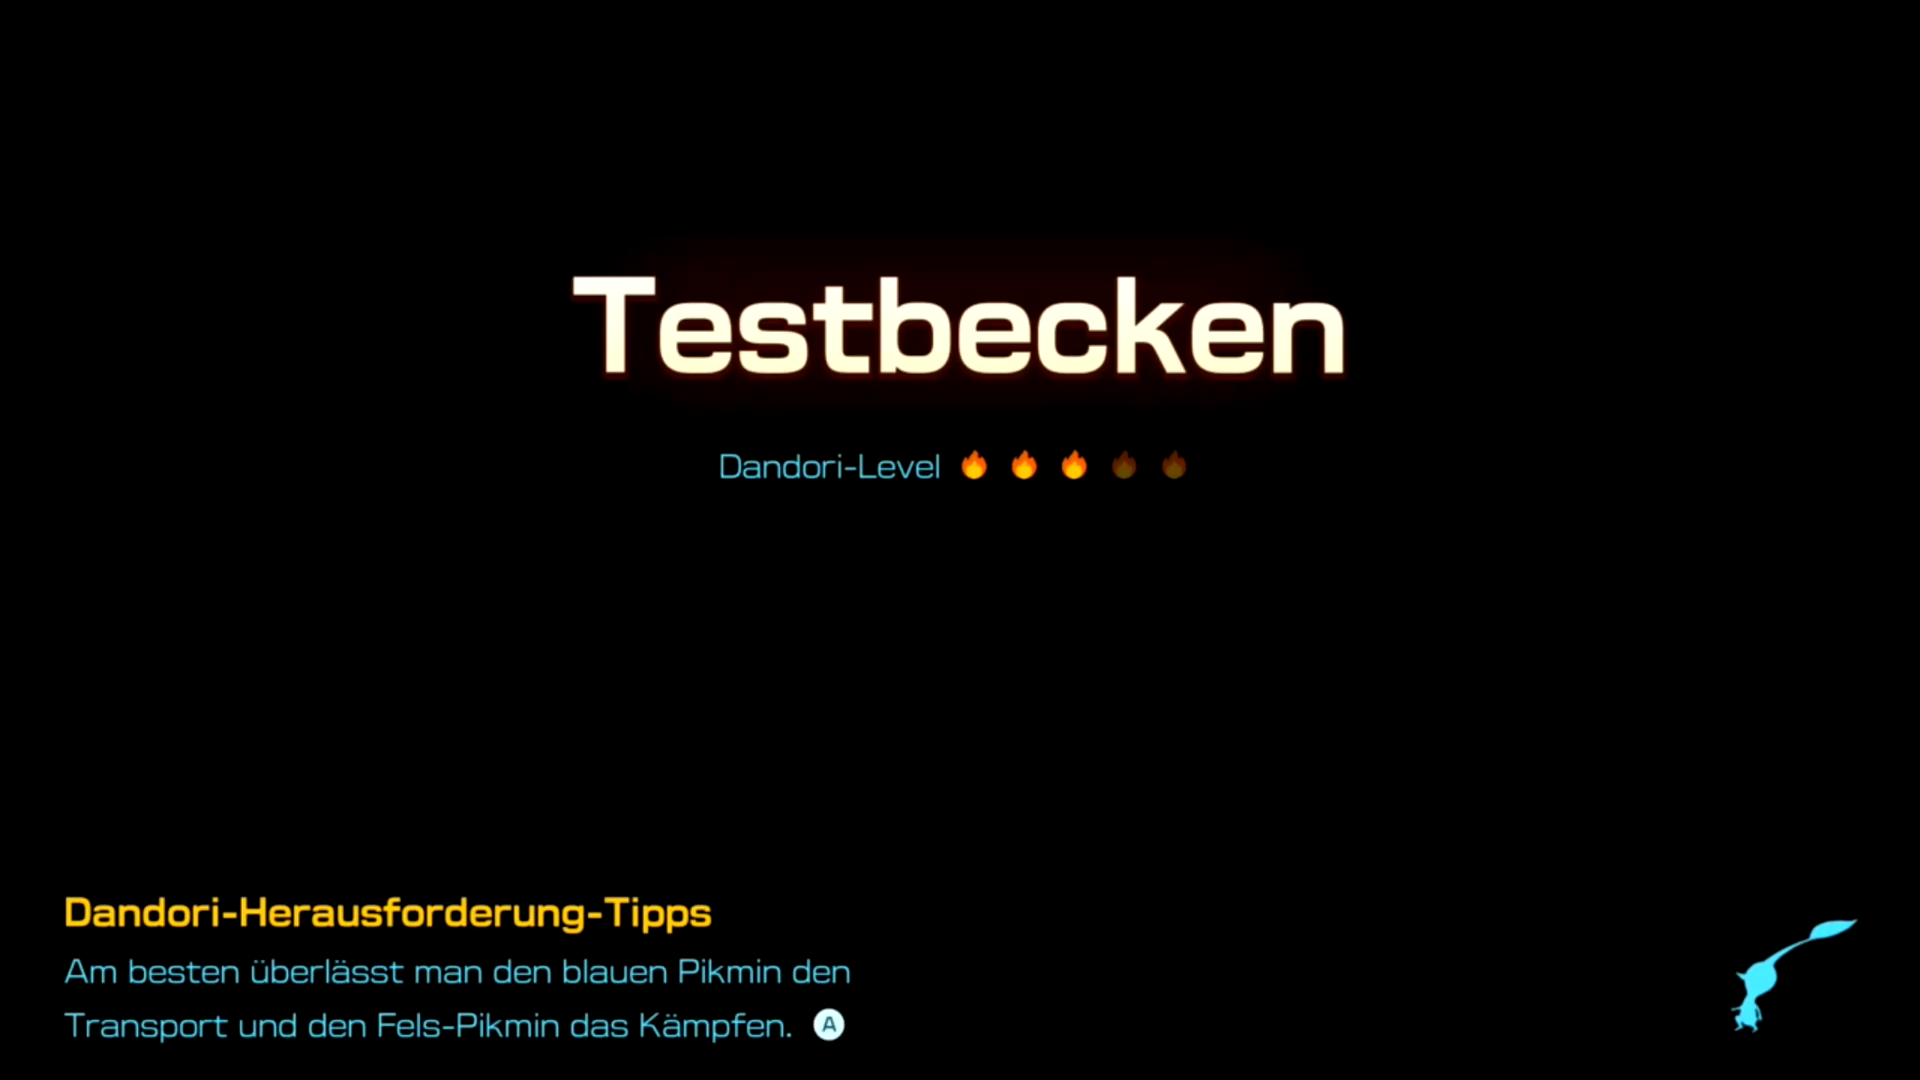 Testbecken
Dandori-Level
Dandori-Herausforderung-Tipps
Am besten überlässt man den blauen Pikmin den
Transport und den Fels-Pikmin das Kämpfen. A